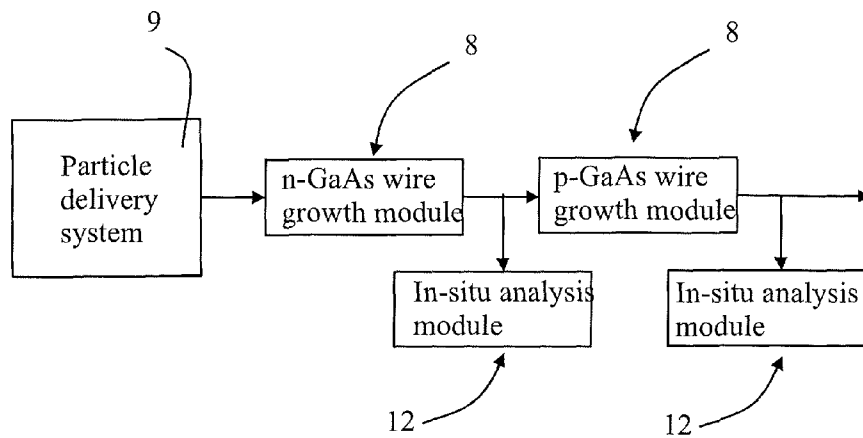 9
8
8
Particle
delivery
system
n-GaAs wire
growth module
p-GaAs wire
growth module
In-situ analysis
module
In-situ analysis
module
12
12